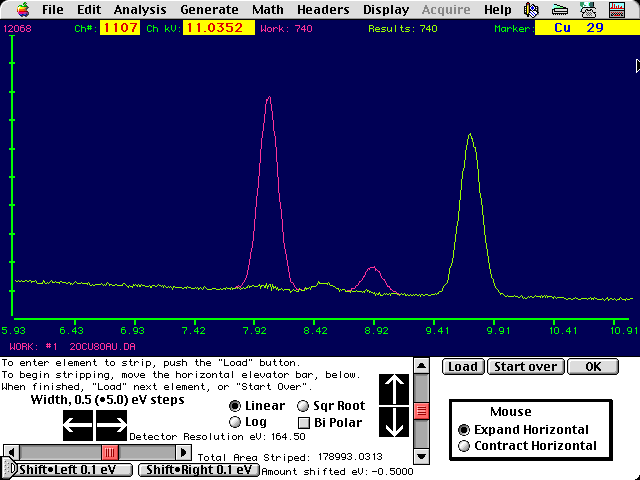 File Edit Analysis Generate Math Headers Display Acquire Help
12068 Ch#: 1107 Ch kV: 11.0352 Work: 740 Results: 740 Marker: Cu 29
5.93 6.43 6.93 7.42 7.92 8.42 8.92 9.41 9.91 10.41 10.91
WORK: #1 20CU80AU.DA
To enter element to strip, push the "Load" button.
To begin stripping, move the horizontal elevator bar, below.
When finished, "Load" next element, or "Start Over".
Width, 0.5 (•5.0) eV steps
Detector Resolution eV: 164.50
Linear Sqr Root
Log Bi Polar
Total Area Striped: 178993.0313
Shift•Left 0.1 eV Shift•Right 0.1 eV Amount shifted eV: -0.5000
Load Start over OK
Mouse
Expand Horizontal
Contract Horizontal